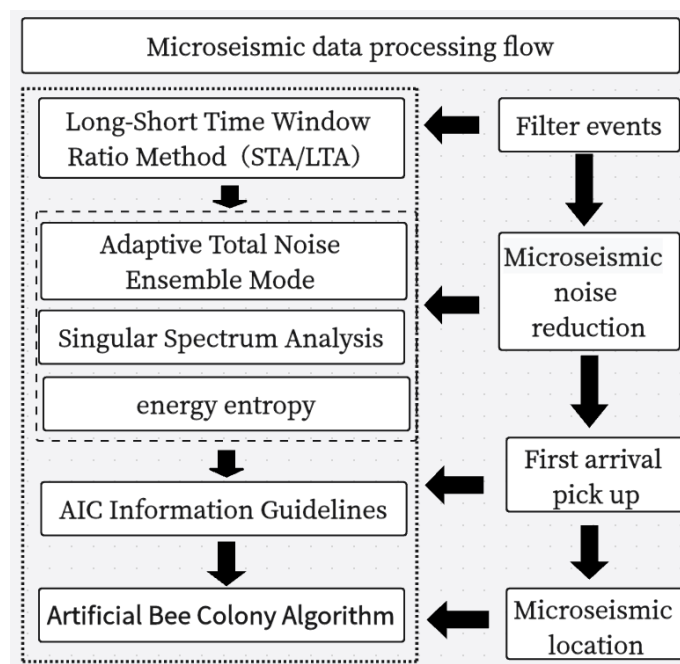 Microseismic data processing flow
Long-Short Time Window
Ratio Method（STA/LTA）
Filter events
Adaptive Total Noise
Ensemble Mode
Singular Spectrum Analysis
energy entropy
Microseismic
noise
reduction
AIC Information Guidelines
First arrival
pick up
Artificial Bee Colony Algorithm
Microseismic
location